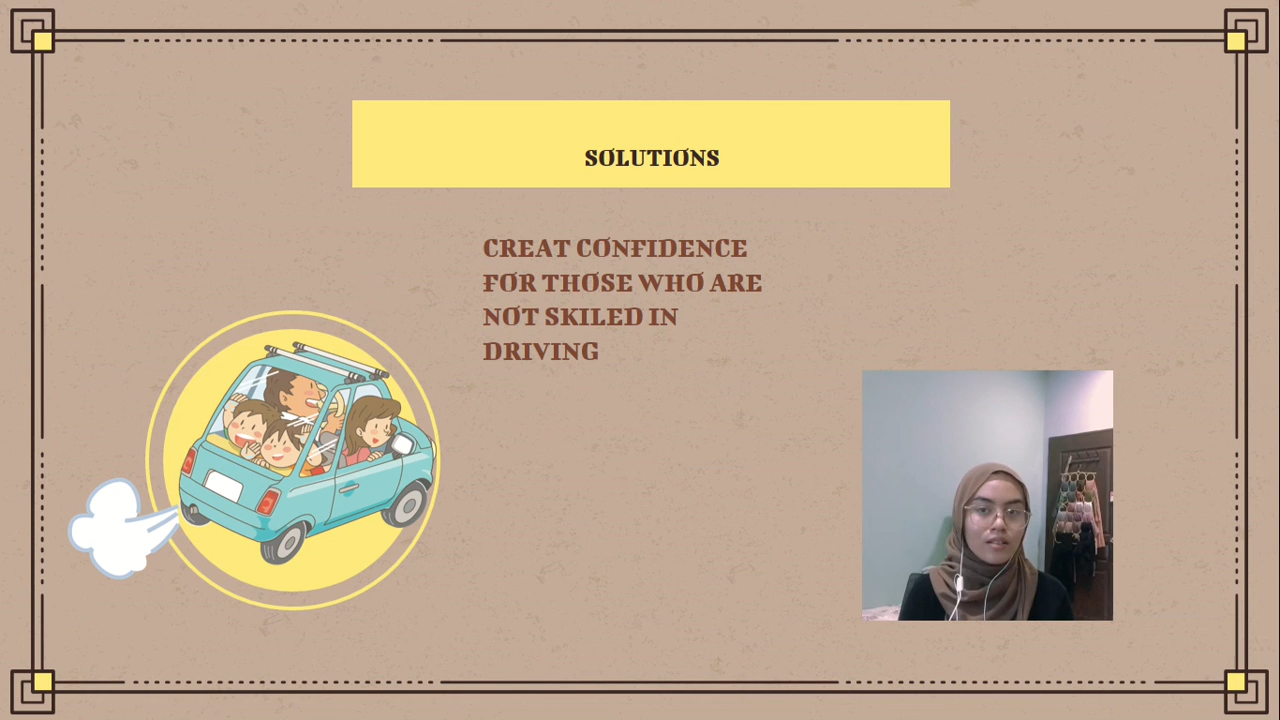 SOLUTIONS
CREAT CONFIDENCE
FOR THOSE WHO ARE
NOT SKILED IN
DRIVING